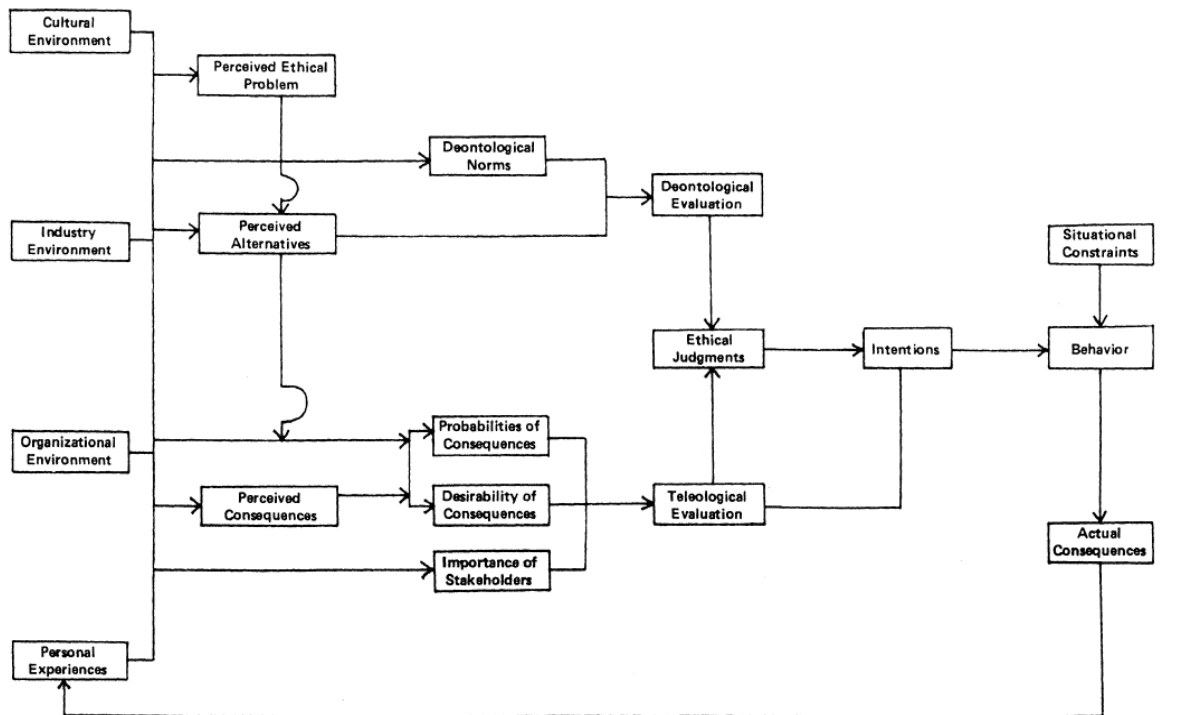 Cultural
Environment
Perceived Ethical
Problem
Deontological
Norms
Deontological
Evaluation
Industry
Environment
Perceived
Alternatives
Situational
Constraints
Ethical
Judgments
Intentions
Behavior
Organizational
Environment
Probabilities of
Consequences
Perceived
Consequences
Desirability of
Consequences
Teleological
Evaluation
Actual
Consequences
Importance of
Stakeholders
Personal
Experiences